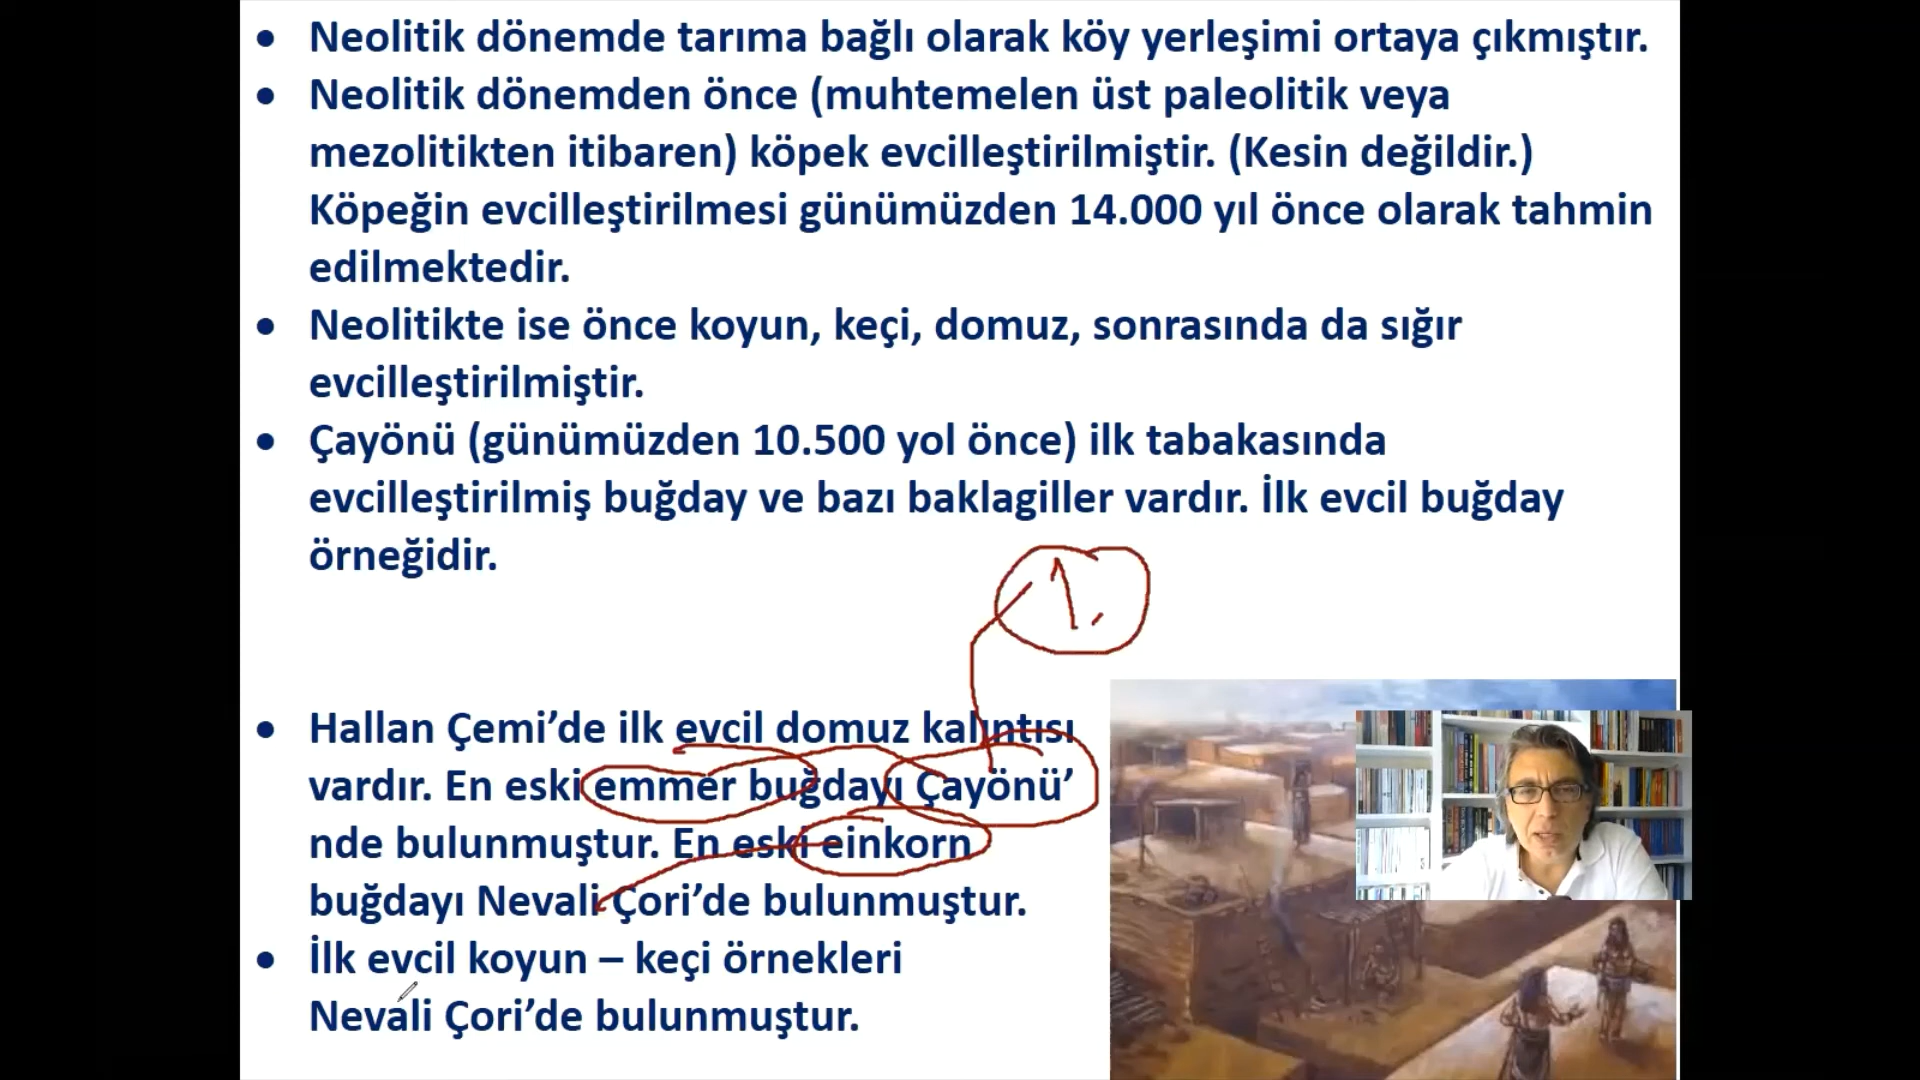 • Neolitik dönemde tarıma bağlı olarak köy yerleşimi ortaya çıkmıştır.
• Neolitik dönemden önce (muhtemelen üst paleolitik veya
mezolitikten itibaren) köpek evcilleştirilmiştir. (Kesin değildir.)
Köpeğin evcilleştirilmesi günümüzden 14.000 yıl önce olarak tahmin
edilmektedir.
• Neolitikte ise önce koyun, keçi, domuz, sonrasında da sığır
evcilleştirilmiştir.
• Çayönü (günümüzden 10.500 yol önce) ilk tabakasında
evcilleştirilmiş buğday ve bazı baklagiller vardır. İlk evcil buğday
örneğidir.
1.
• Hallan Çemi’de ilk evcil domuz kalıntısı
vardır. En eski emmer buğdayı Çayönü’
nde bulunmuştur. En eski einkorn
buğdayı Nevali Çori’de bulunmuştur.
• İlk evcil koyun – keçi örnekleri
Nevali Çori’de bulunmuştur.